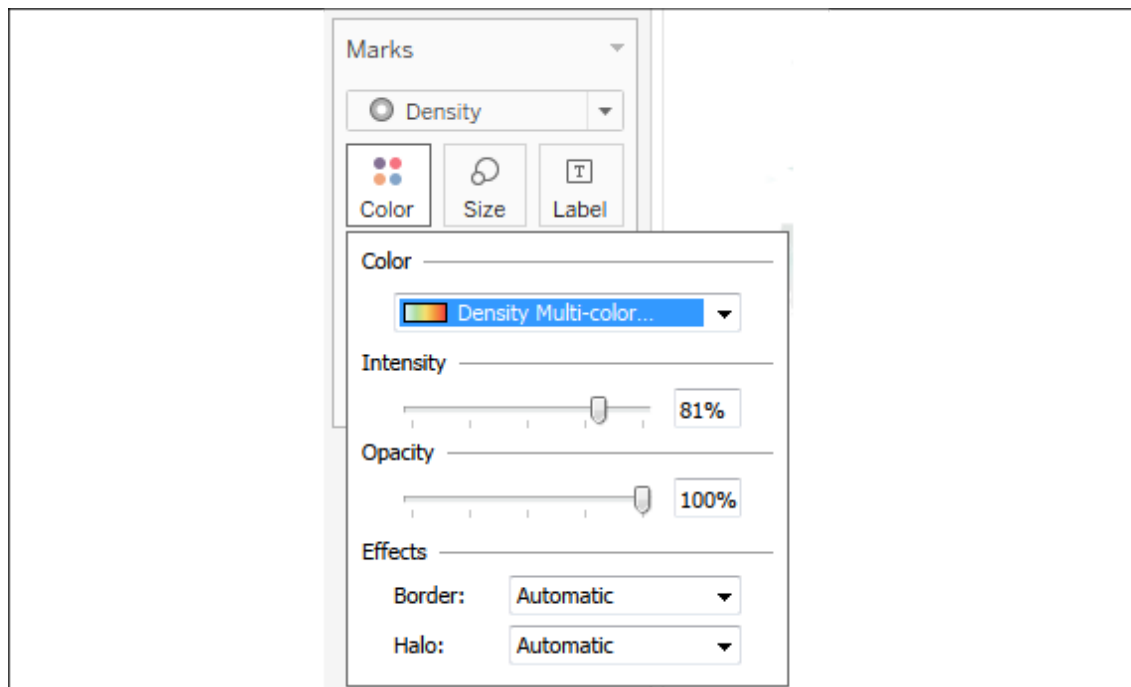 Marks
Density
Color Size Label
T
Color
Density Multi-color...
Intensity
81%
Opacity
100%
Effects
Border: Automatic
Halo: Automatic